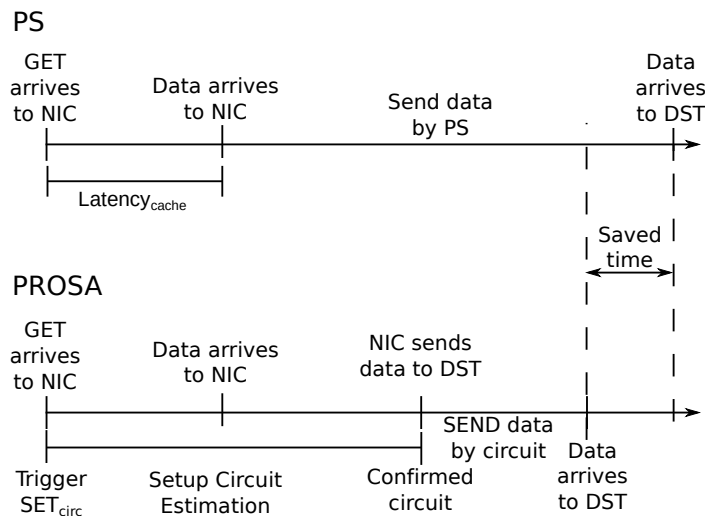 PS
GET
arrives
to NIC
Data arrives
to NIC
Send data
by PS
Data
arrives
to DST
Latencycache
Saved
time
PROSA
GET
arrives
to NIC
Data arrives
to NIC
NIC sends
data to DST
SEND data
by circuit
Trigger
SETcirc
Setup Circuit
Estimation
Confirmed
circuit
Data
arrives
to DST